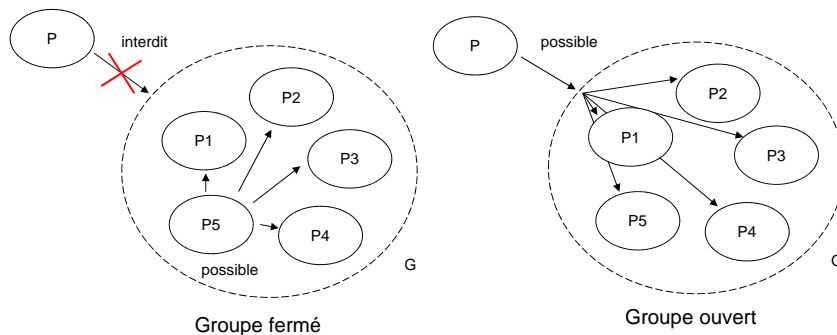 P
interdit
P2
P1
P3
P5
P4
possible
G
Groupe fermé
P
possible
P2
P1
P3
P5
P4
Groupe ouvert